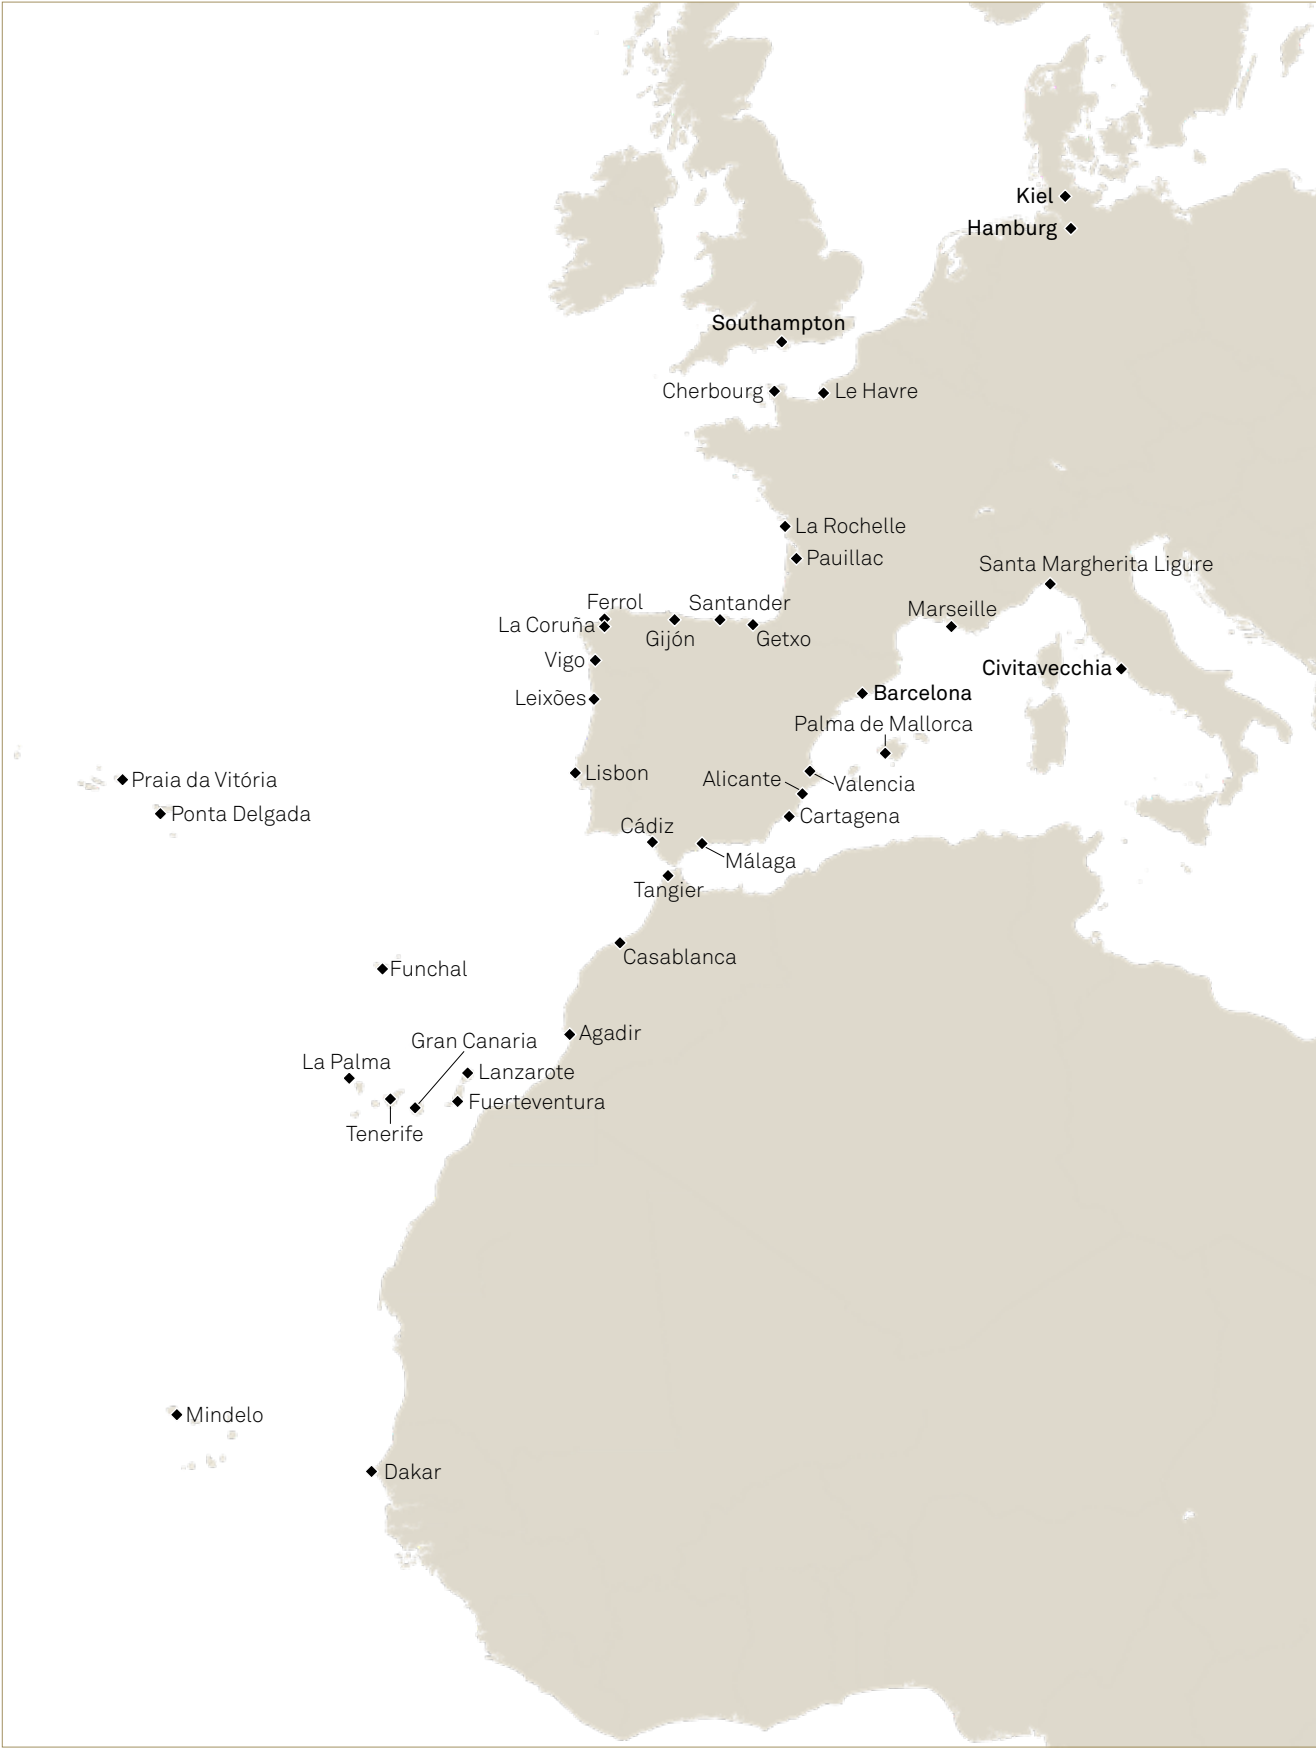 Kiel
Hamburg
Southampton
Cherbourg
Le Havre
La Rochelle
Pauillac
Santa Margherita Ligure
Ferrol
Santander
Marseille
La Coruña
Gijón
Getxo
Vigo
Civitavecchia
Leixões
Barcelona
Palma de Mallorca
Praia da Vitória
Lisbon
Alicante
Valencia
Ponta Delgada
Cartagena
Cádiz
Málaga
Tangier
Casablanca
Funchal
Agadir
Gran Canaria
La Palma
Lanzarote
Fuerteventura
Tenerife
Mindelo
Dakar